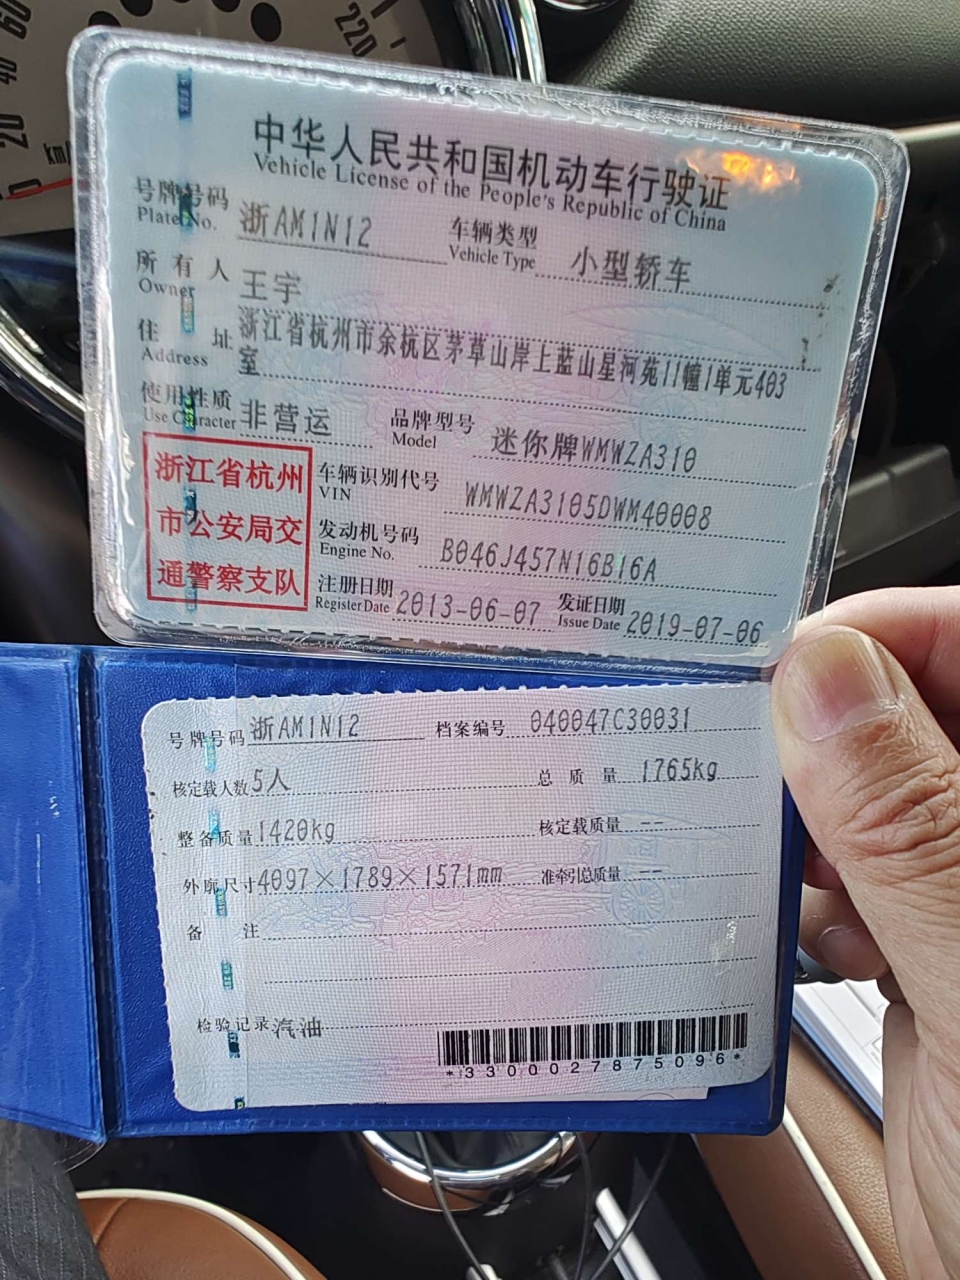 60
40
20
0
km/
220
中华人民共和国机动车行驶证
Vehicle License of the People's Republic of China
号牌号码 浙AM1N12 车辆类型 小型轿车
Plate No. Vehicle Type
所有人 王宇
Owner
住址 浙江省杭州市余杭区茅草山岸上蓝山星河苑11幢1单元403
Address 室
使用性质 非营运 品牌型号 迷你牌WMWZA310
Use Character Model
浙江省杭州
市公安局交
通警察支队
车辆识别代号 WMWZA3105DWM40008
VIN
发动机号码 B046J457N16B16A
Engine No.
注册日期 2013-06-07 发证日期 2019-07-06
Register Date Issue Date
号牌号码 浙AM1N12 档案编号 040047C30031
核定载人数 5人 总质量 1765kg
整备质量 1420kg 核定载质量 --
外廓尺寸 4097×1789×1571mm 准牵引总质量 --
备注
检验记录 汽油
*3300027875096*